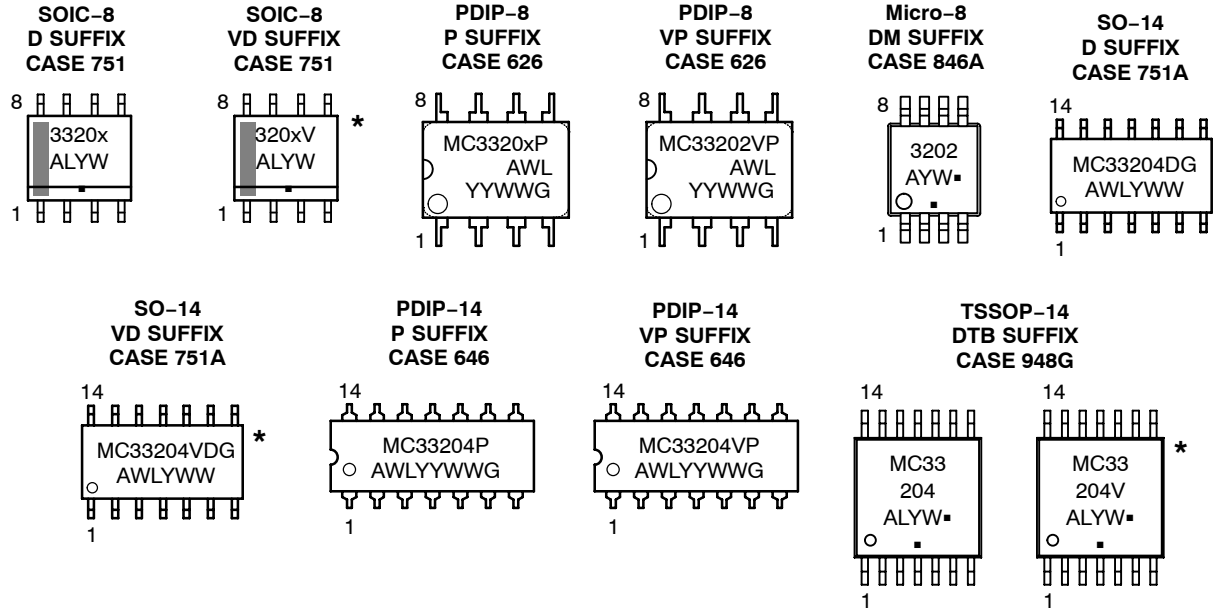 SOIC−8
D SUFFIX
CASE 751
8
3320x
ALYW
1
SOIC−8
VD SUFFIX
CASE 751
8
320xV
ALYW
*
1
PDIP−8
P SUFFIX
CASE 626
8
MC3320xP
AWL
YYWWG
1
PDIP−8
VP SUFFIX
CASE 626
8
MC33202VP
AWL
YYWWG
1
Micro−8
DM SUFFIX
CASE 846A
8
3202
AYW▪
▪
1
SO−14
D SUFFIX
CASE 751A
14
MC33204DG
AWLYWW
1
SO−14
VD SUFFIX
CASE 751A
14
MC33204VDG
AWLYWW
*
1
PDIP−14
P SUFFIX
CASE 646
14
MC33204P
AWLYYWWG
1
PDIP−14
VP SUFFIX
CASE 646
14
MC33204VP
AWLYYWWG
1
TSSOP−14
DTB SUFFIX
CASE 948G
14
MC33
204
ALYW▪
▪
1
14
MC33
204V
ALYW▪
▪
*
1